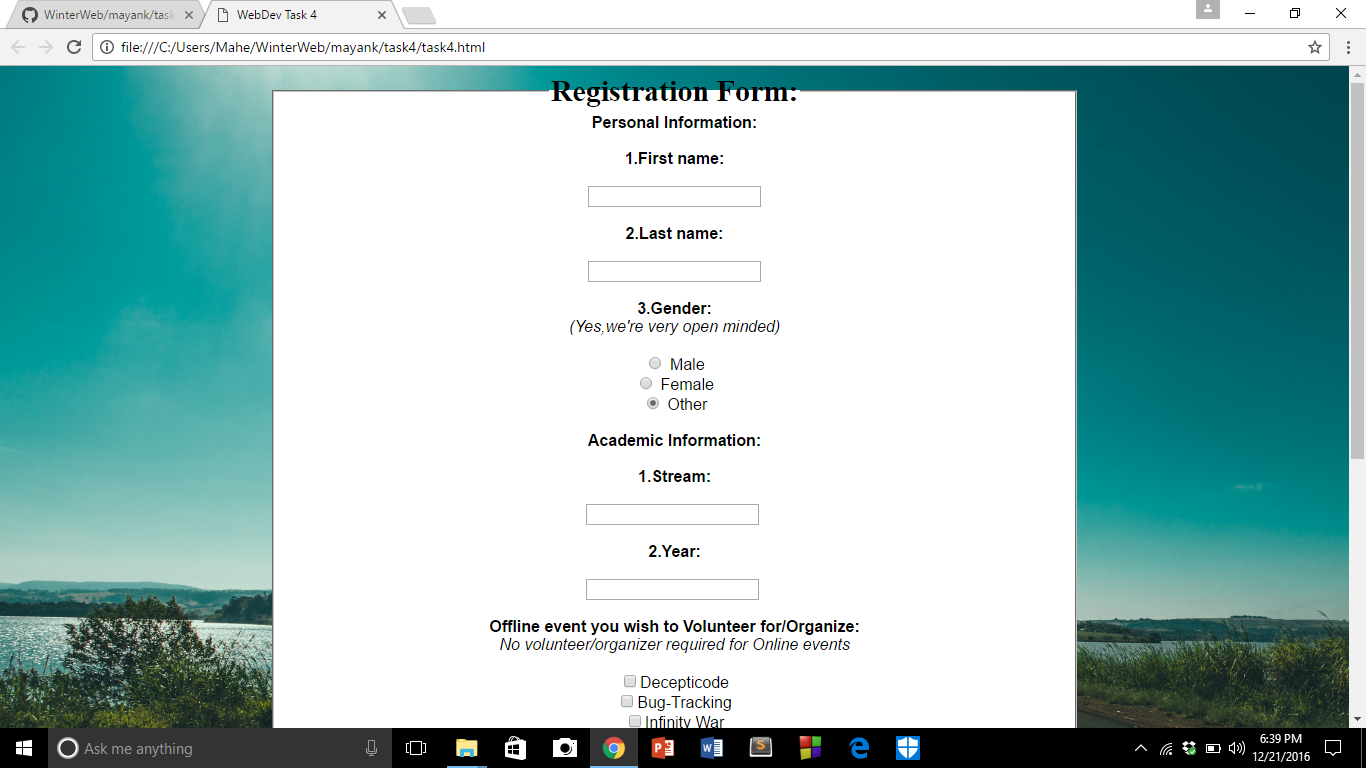 WinterWeb/mayank/task
WebDev Task 4
file:///C:/Users/Mahe/WinterWeb/mayank/task4/task4.html
Registration Form:
Personal Information:
1.First name:
2.Last name:
3.Gender:
(Yes,we're very open minded)
Male
Female
Other
Academic Information:
1.Stream:
2.Year:
Offline event you wish to Volunteer for/Organize:
No volunteer/organizer required for Online events
Decepticode
Bug-Tracking
Infinity War
Ask me anything
6:39 PM
12/21/2016